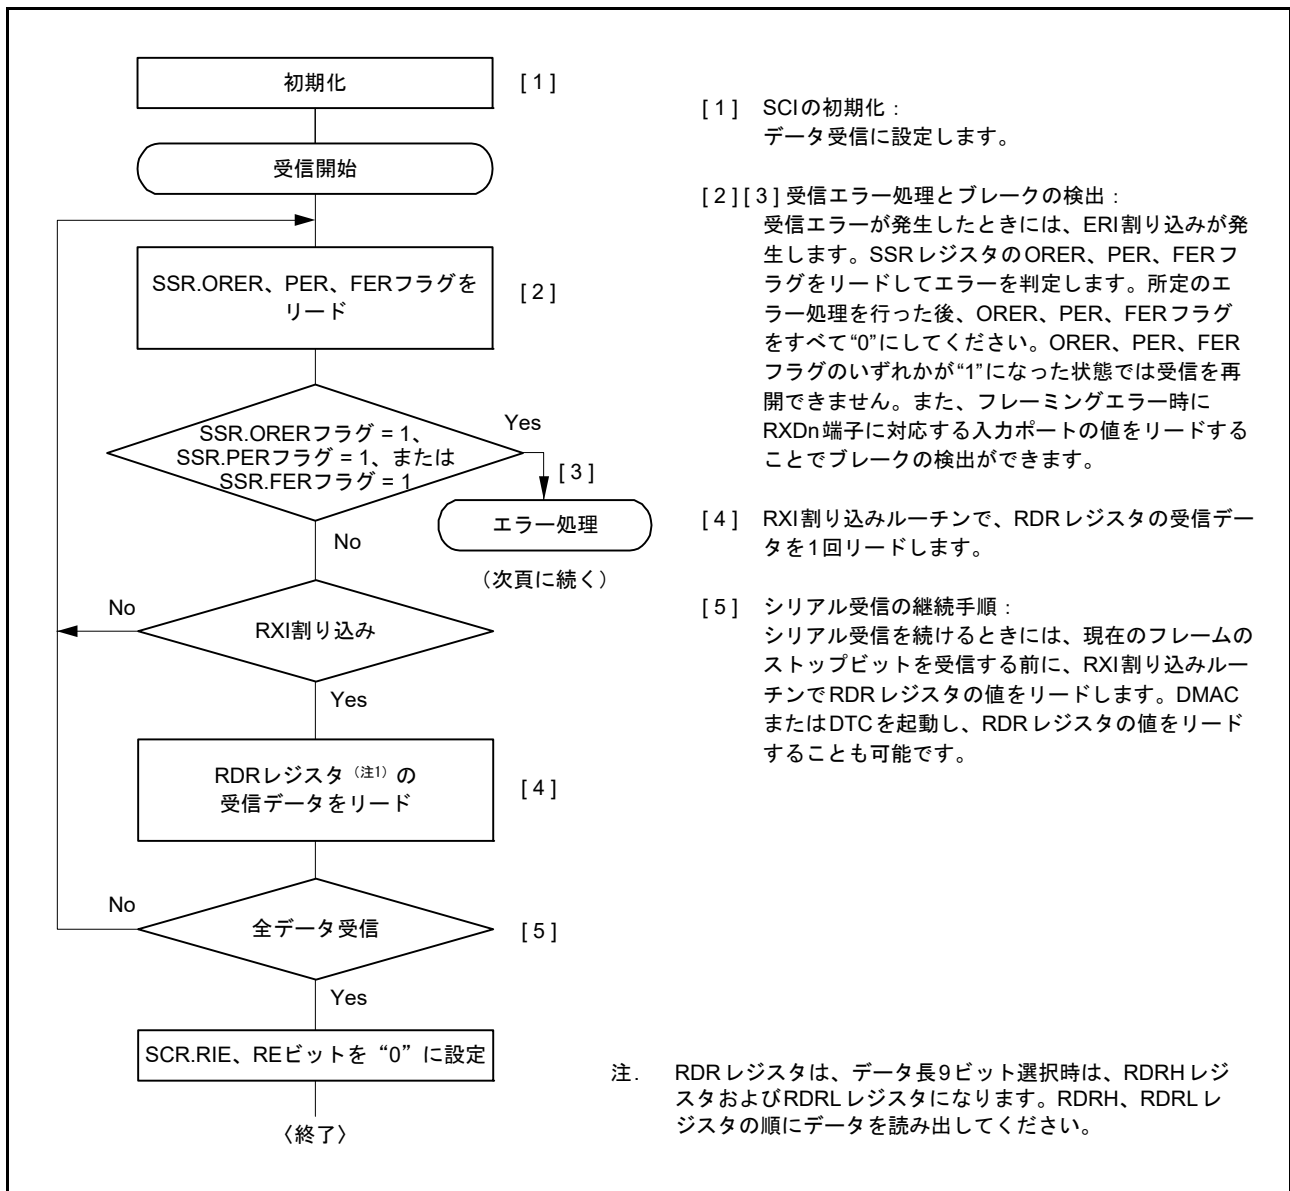 初期化
[ 1 ]
受信開始
SSR.ORER、PER、FERフラグを
リード
[ 2 ]
SSR.ORERフラグ = 1、
SSR.PERフラグ = 1、または
SSR.FERフラグ = 1
Yes
[ 3 ]
エラー処理
（次頁に続く）
No
No
RXI割り込み
Yes
RDRレジスタ（注1）の
受信データをリード
[ 4 ]
No
全データ受信
[ 5 ]
Yes
SCR.RIE、REビットを“0”に設定
〈終了〉
[ 1 ] SCIの初期化：
データ受信に設定します。
[ 2 ][ 3 ] 受信エラー処理とブレークの検出：
受信エラーが発生したときには、ERI割り込みが発
生します。SSRレジスタのORER、PER、FERフ
ラグをリードしてエラーを判定します。所定のエ
ラー処理を行った後、ORER、PER、FERフラグ
をすべて“0”にしてください。ORER、PER、FER
フラグのいずれかが“1”になった状態では受信を再
開できません。また、フレーミングエラー時に
RXDn端子に対応する入力ポートの値をリードする
ことでブレークの検出ができます。
[ 4 ] RXI割り込みルーチンで、RDRレジスタの受信デー
タを1回リードします。
[ 5 ] シリアル受信の継続手順：
シリアル受信を続けるときには、現在のフレームの
ストップビットを受信する前に、RXI割り込みルー
チンでRDRレジスタの値をリードします。DMAC
またはDTCを起動し、RDRレジスタの値をリード
することも可能です。
注. RDRレジスタは、データ長9ビット選択時は、RDRHレジ
スタおよびRDRLレジスタになります。RDRH、RDRLレ
ジスタの順にデータを読み出してください。